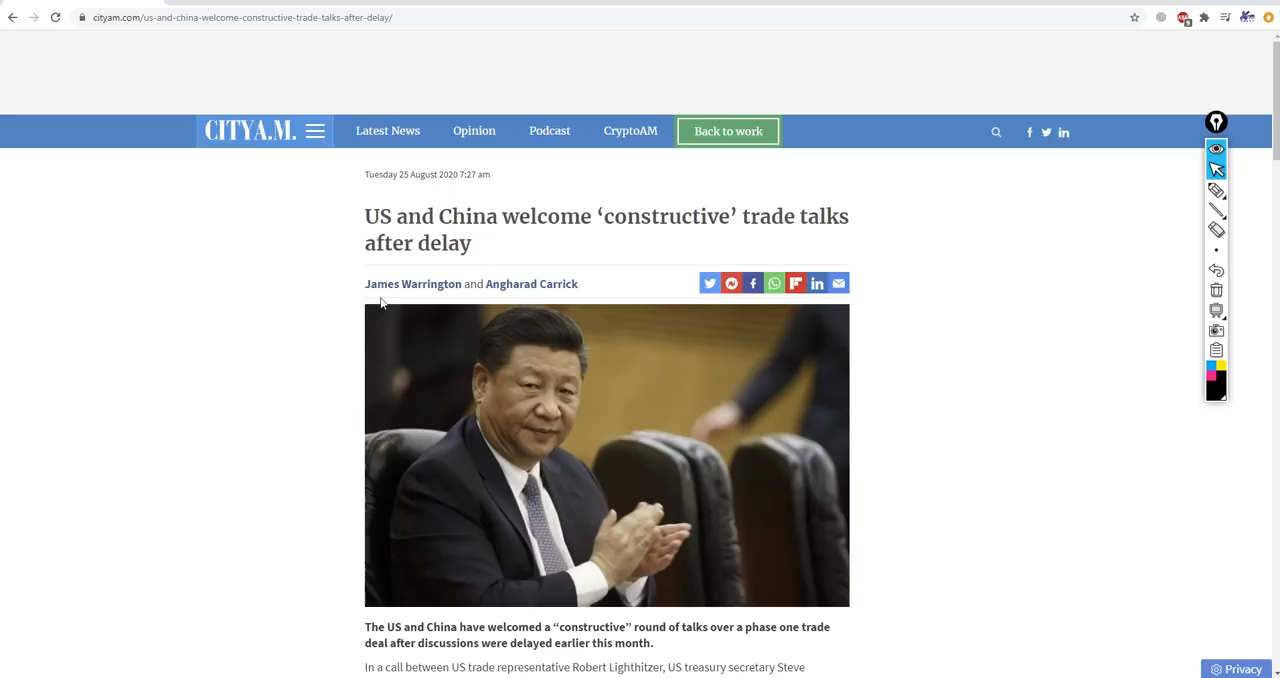 cityam.com/us-and-china-welcome-constructive-trade-talks-after-delay/
CITYA.M. Latest News Opinion Podcast CryptoAM Back to work
Tuesday 25 August 2020 7:27 am
US and China welcome ‘constructive’ trade talks
after delay
James Warrington and Angharad Carrick
The US and China have welcomed a “constructive” round of talks over a phase one trade
deal after discussions were delayed earlier this month.
In a call between US trade representative Robert Lighthitzer, US treasury secretary Steve
Privacy